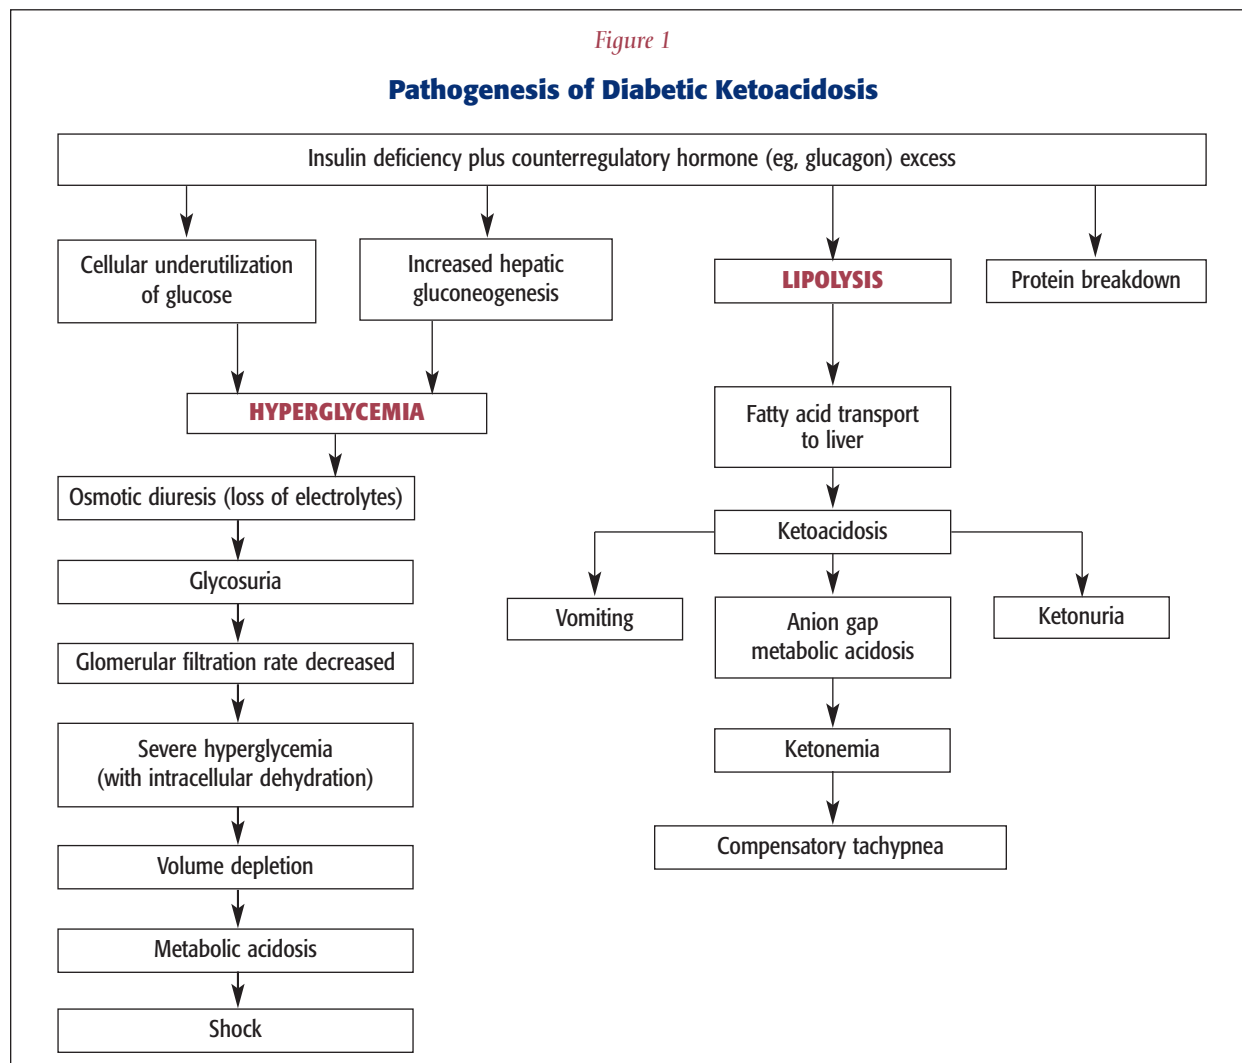 Figure 1
Pathogenesis of Diabetic Ketoacidosis
Insulin deficiency plus counterregulatory hormone (eg, glucagon) excess
Cellular underutilization
of glucose
Increased hepatic
gluconeogenesis
LIPOLYSIS
Protein breakdown
HYPERGLYCEMIA
Fatty acid transport
to liver
Osmotic diuresis (loss of electrolytes)
Ketoacidosis
Glycosuria
Vomiting
Anion gap
metabolic acidosis
Ketonuria
Glomerular filtration rate decreased
Severe hyperglycemia
(with intracellular dehydration)
Ketonemia
Compensatory tachypnea
Volume depletion
Metabolic acidosis
Shock